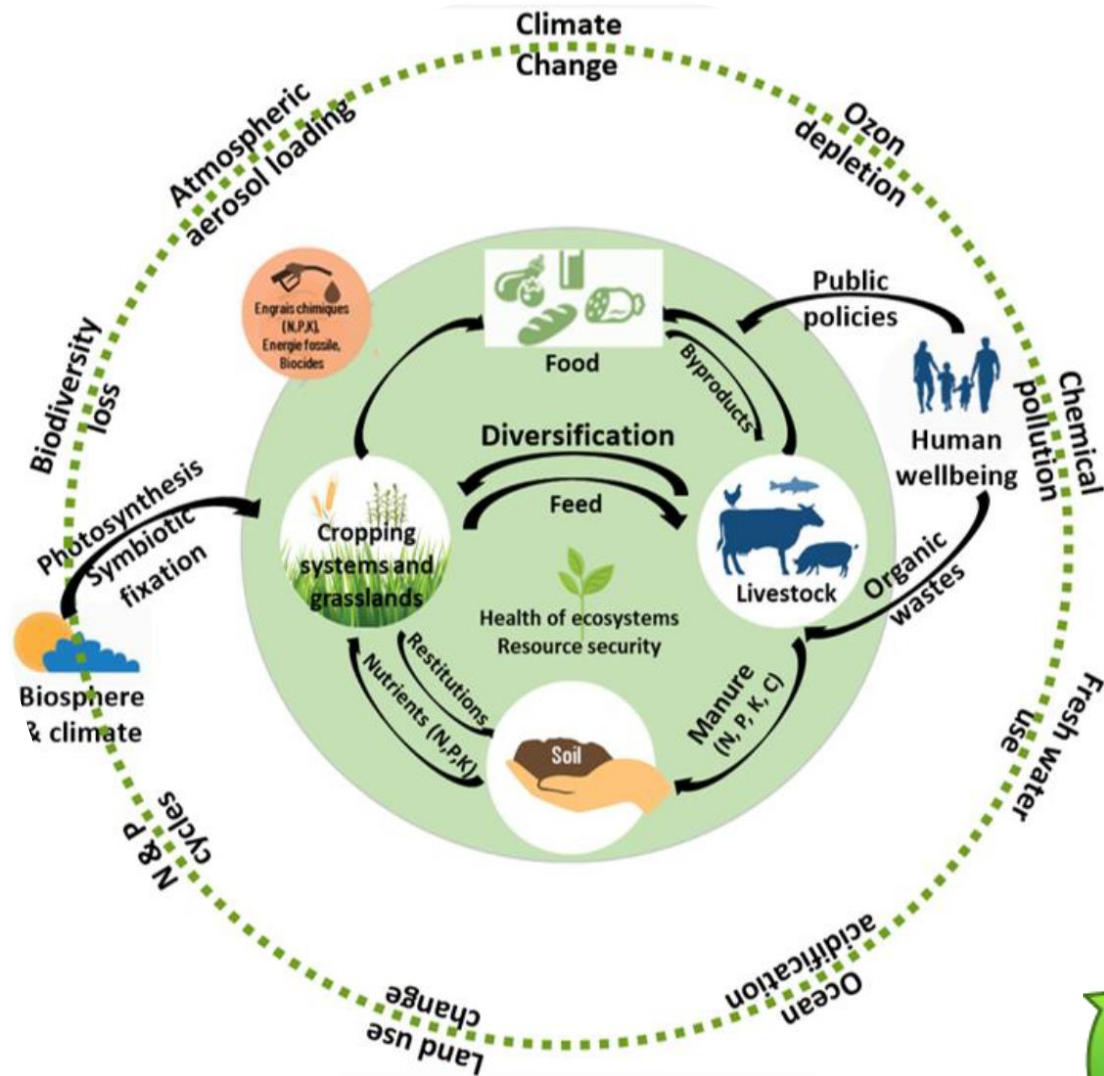 Climate
Change
Ozon
depletion
Atmospheric
aerosol loading
Biodiversity
loss
Chemical
pollution
Fresh water
use
Ocean
acidification
Land use
change
N & P
cycles
Engrais chimiques
(N,P,K),
Energie fossile,
Biocides
Food
Byproducts
Public
policies
Human
wellbeing
Diversification
Feed
Photosynthesis
Symbiotic
fixation
Cropping
systems and
grasslands
Livestock
Organic
wastes
Health of ecosystems
Resource security
Biosphere
& climate
Restitutions
Nutrients (N,P,K)
Manure
(N, P, K, C)
Soil